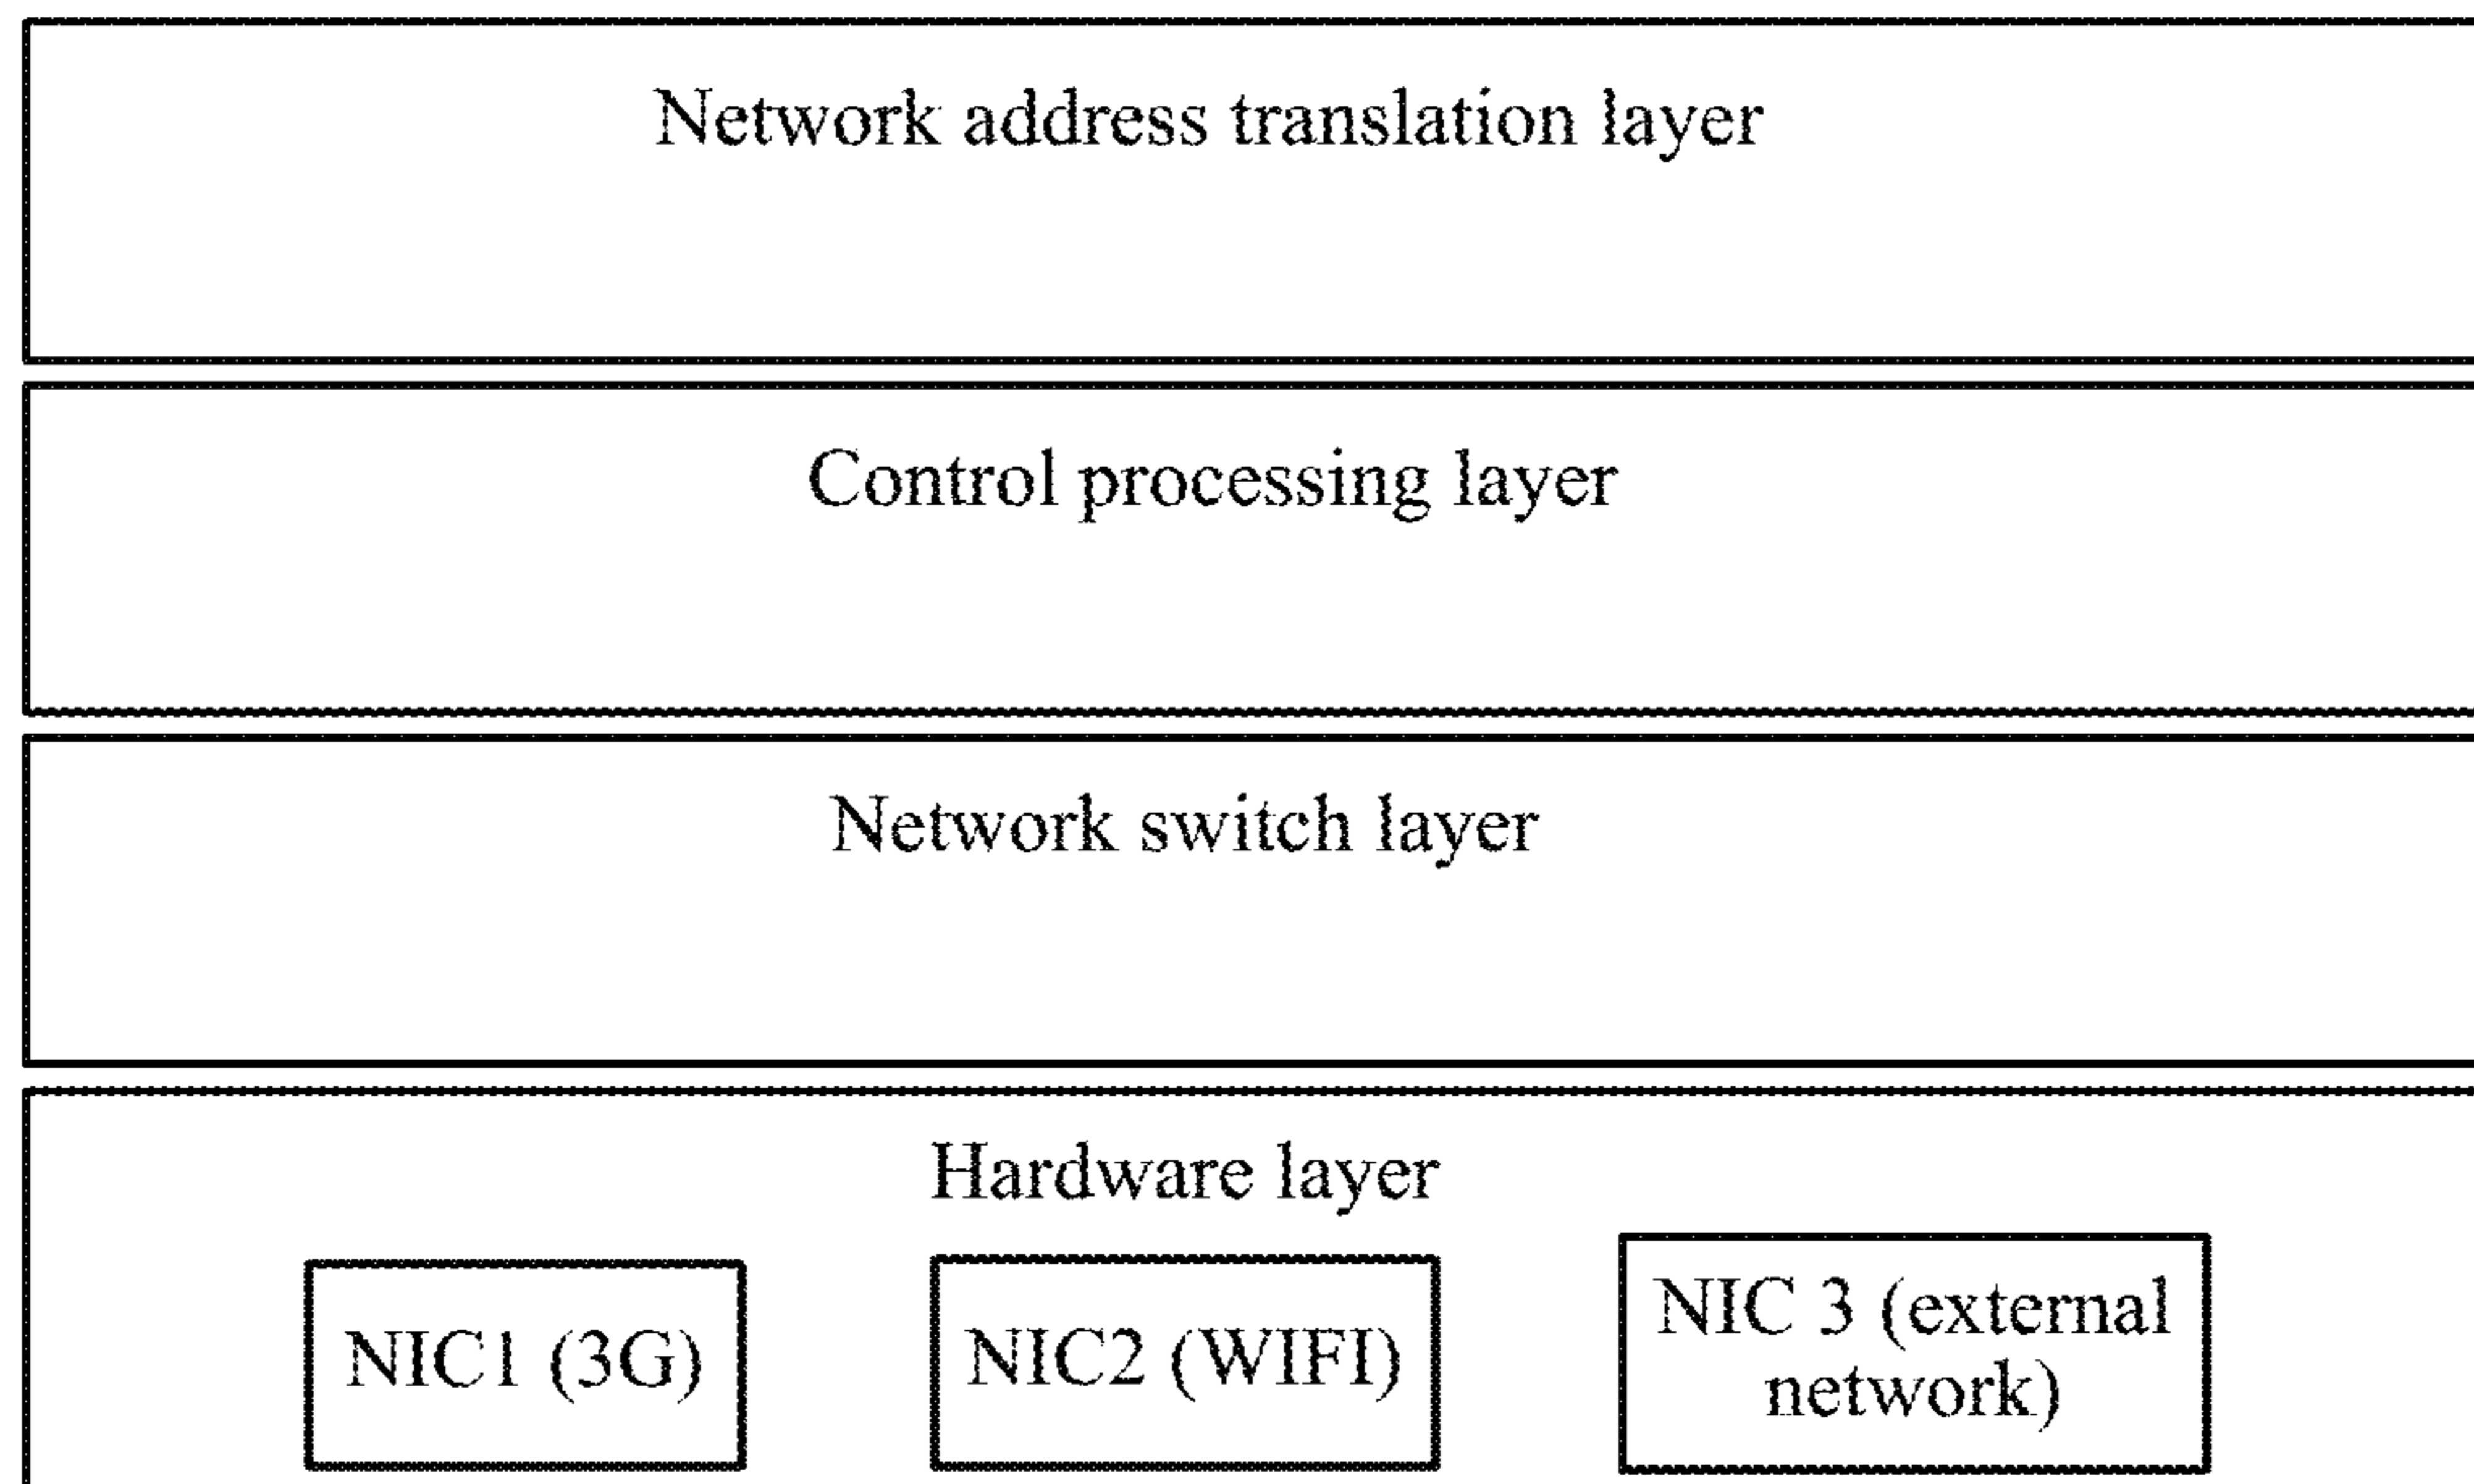 Network address translation layer
Control processing layer
Network switch layer
Hardware layer
NIC1 (3G)
NIC2 (WIFI)
NIC 3 (external
network)